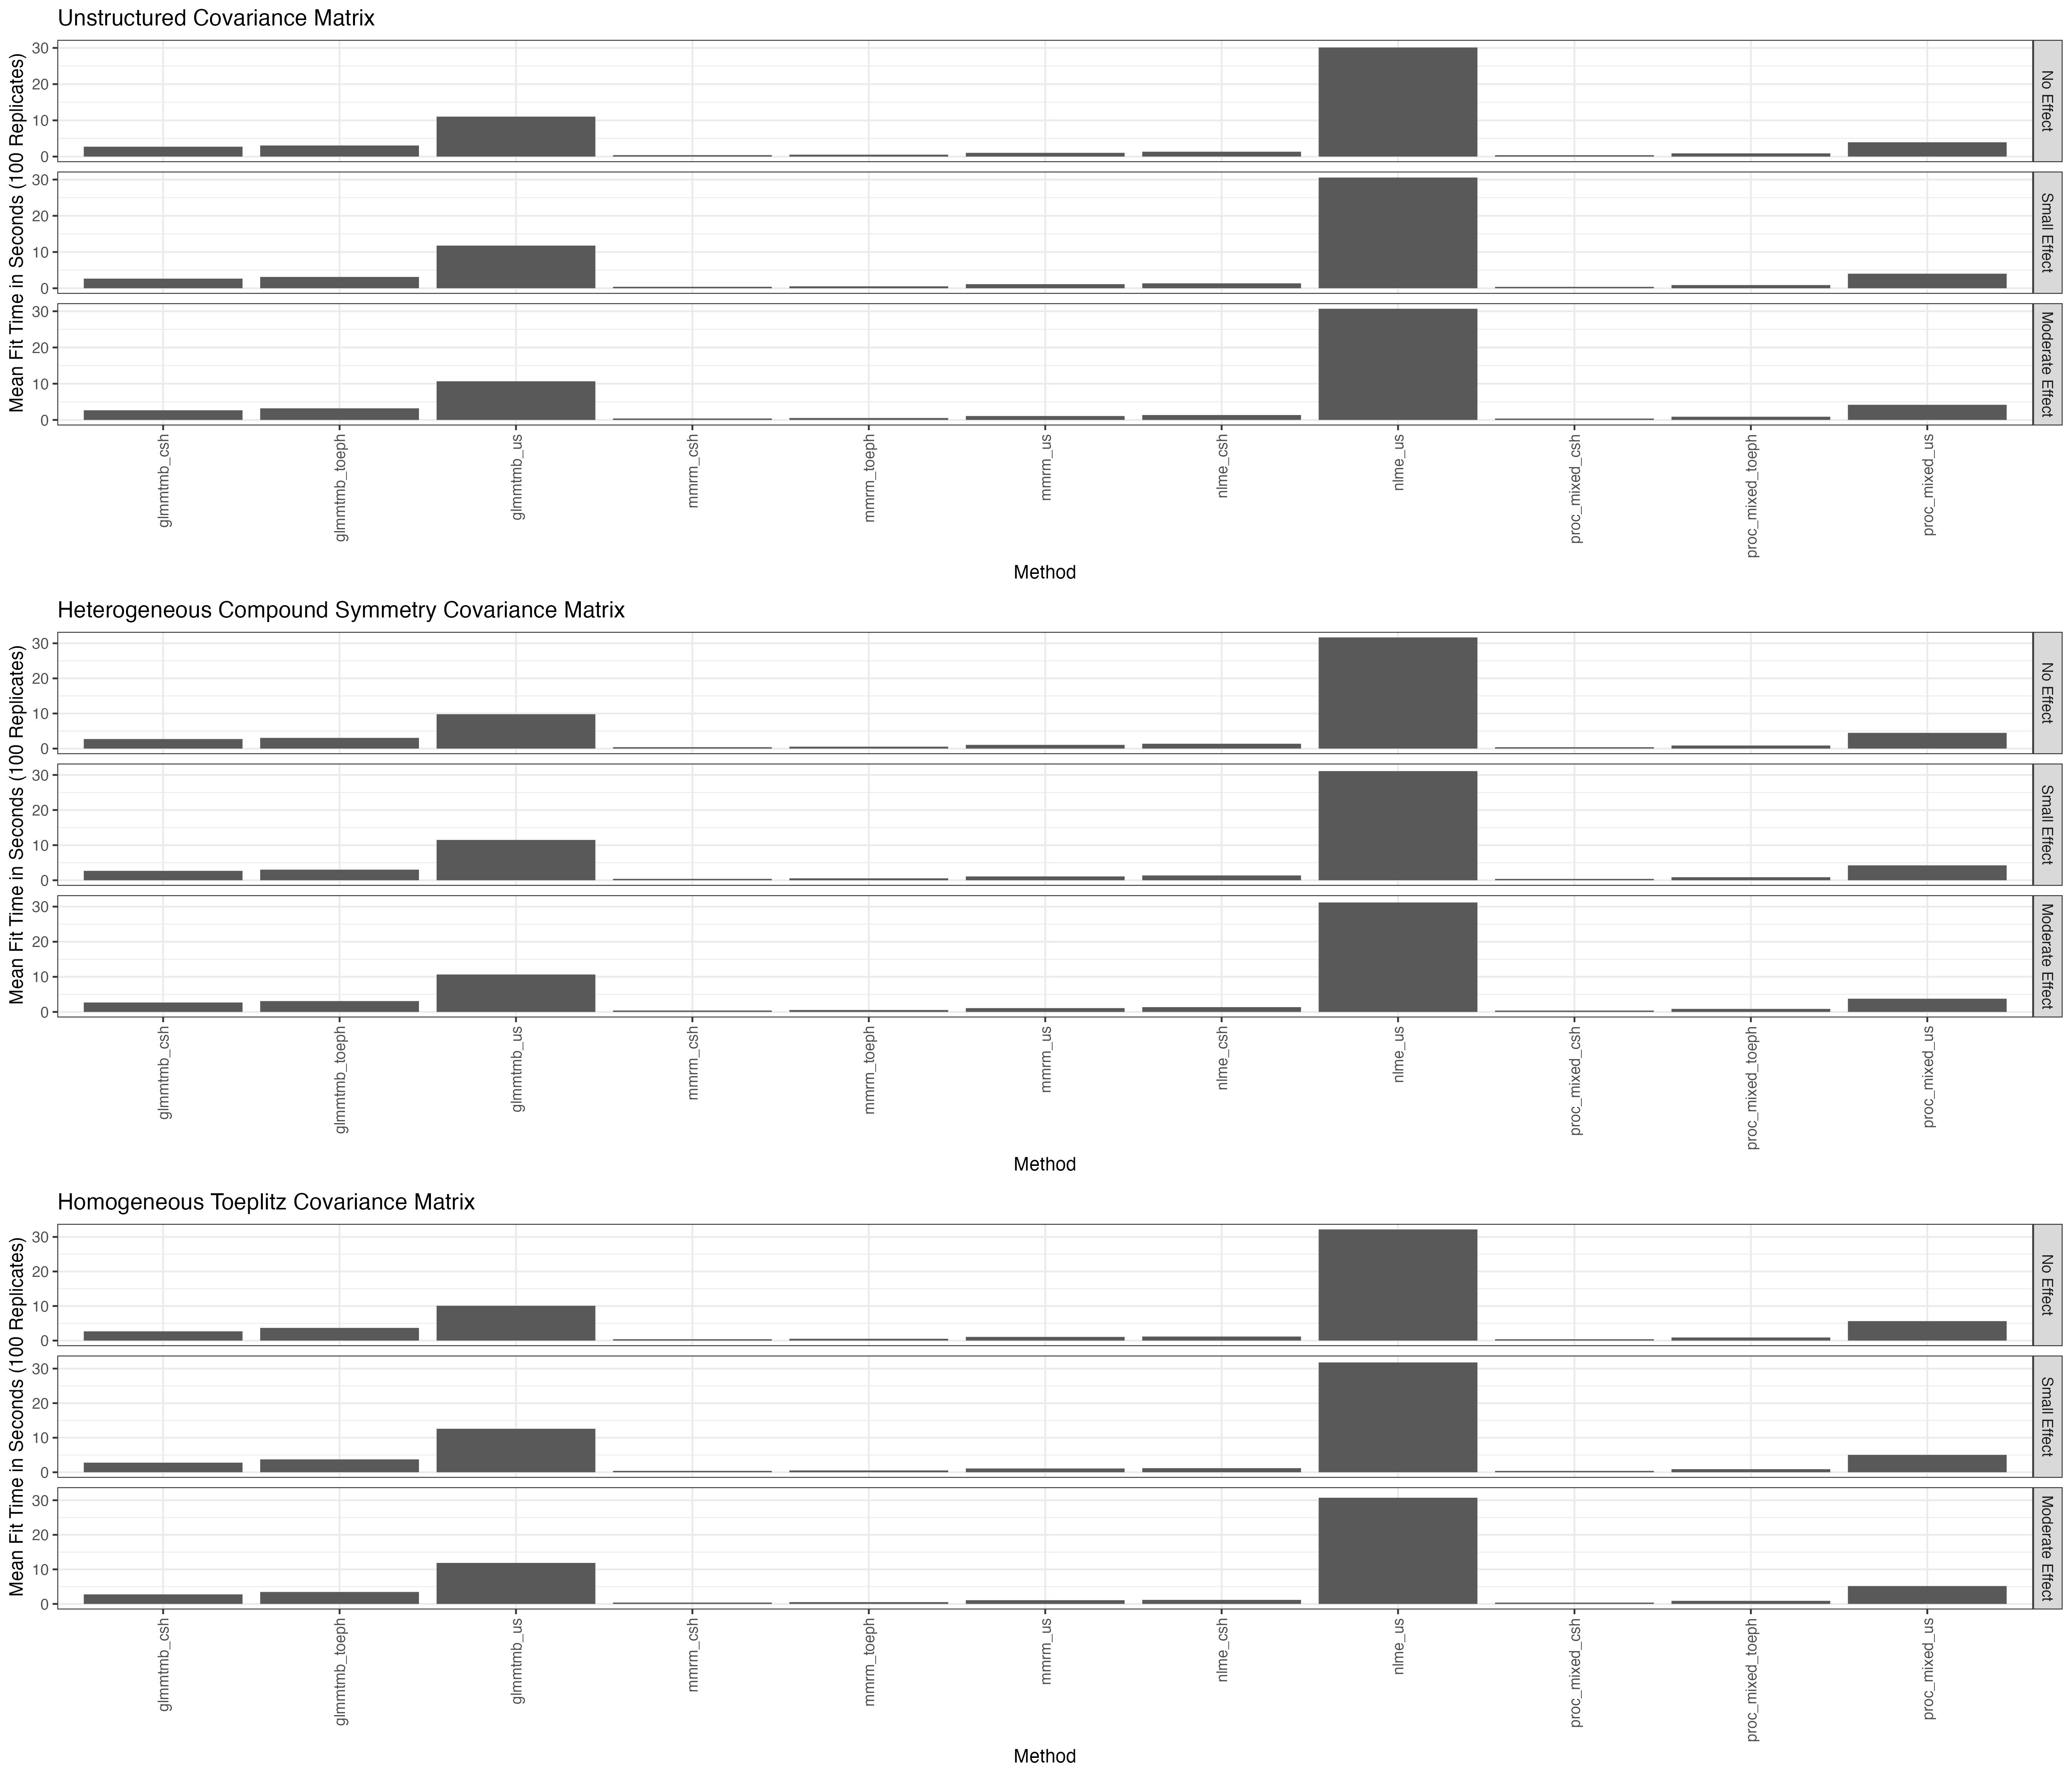 Unstructured Covariance Matrix
Mean Fit Time in Seconds (100 Replicates)
30
20
10
0
No Effect
30
20
10
0
Small Effect
30
20
10
0
Moderate Effect
glmmtmb_csh
glmmtmb_toeph
glmmtmb_us
mmrm_csh
mmrm_toeph
mmrm_us
nlme_csh
nlme_us
proc_mixed_csh
proc_mixed_toeph
proc_mixed_us
Method
Heterogeneous Compound Symmetry Covariance Matrix
Mean Fit Time in Seconds (100 Replicates)
30
20
10
0
No Effect
30
20
10
0
Small Effect
30
20
10
0
Moderate Effect
glmmtmb_csh
glmmtmb_toeph
glmmtmb_us
mmrm_csh
mmrm_toeph
mmrm_us
nlme_csh
nlme_us
proc_mixed_csh
proc_mixed_toeph
proc_mixed_us
Method
Homogeneous Toeplitz Covariance Matrix
Mean Fit Time in Seconds (100 Replicates)
30
20
10
0
No Effect
30
20
10
0
Small Effect
30
20
10
0
Moderate Effect
glmmtmb_csh
glmmtmb_toeph
glmmtmb_us
mmrm_csh
mmrm_toeph
mmrm_us
nlme_csh
nlme_us
proc_mixed_csh
proc_mixed_toeph
proc_mixed_us
Method